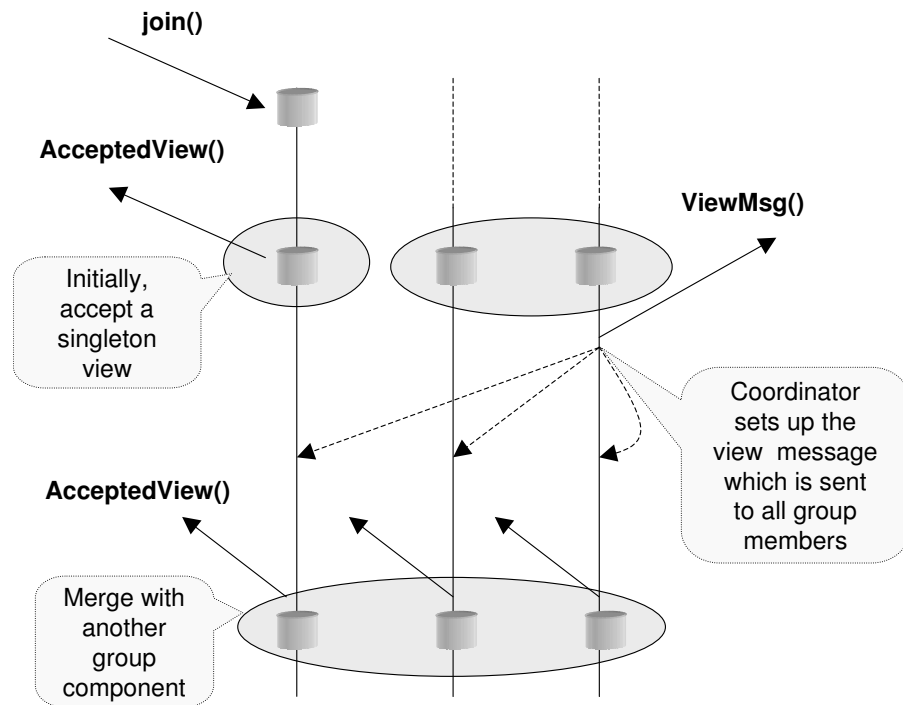 join()
AcceptedView()
ViewMsg()
Initially,
accept a
singleton
view
Coordinator
sets up the
view message
which is sent
to all group
members
AcceptedView()
Merge with
another
group
component